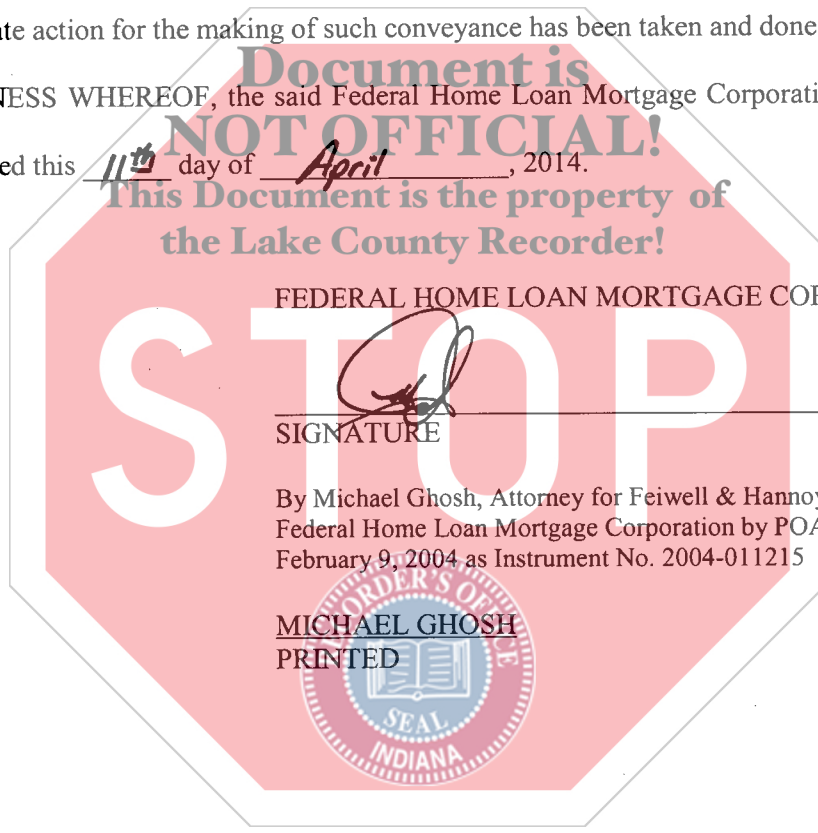 ate action for the making of such conveyance has been taken and done
Document is
NESS WHEREOF, the said Federal Home Loan Mortgage Corporati
NOT OFFICIAL!
ed this 11th day of April, 2014.
This Document is the property of
the Lake County Recorder!
FEDERAL HOME LOAN MORTGAGE COR
STOP
SIGNATURE
By Michael Ghosh, Attorney for Feiwell & Hannoy
Federal Home Loan Mortgage Corporation by POA
February 9, 2004 as Instrument No. 2004-011215
RECORDER'S OFFICE
MICHAEL GHOSH
PRINTED
SEAL
INDIANA